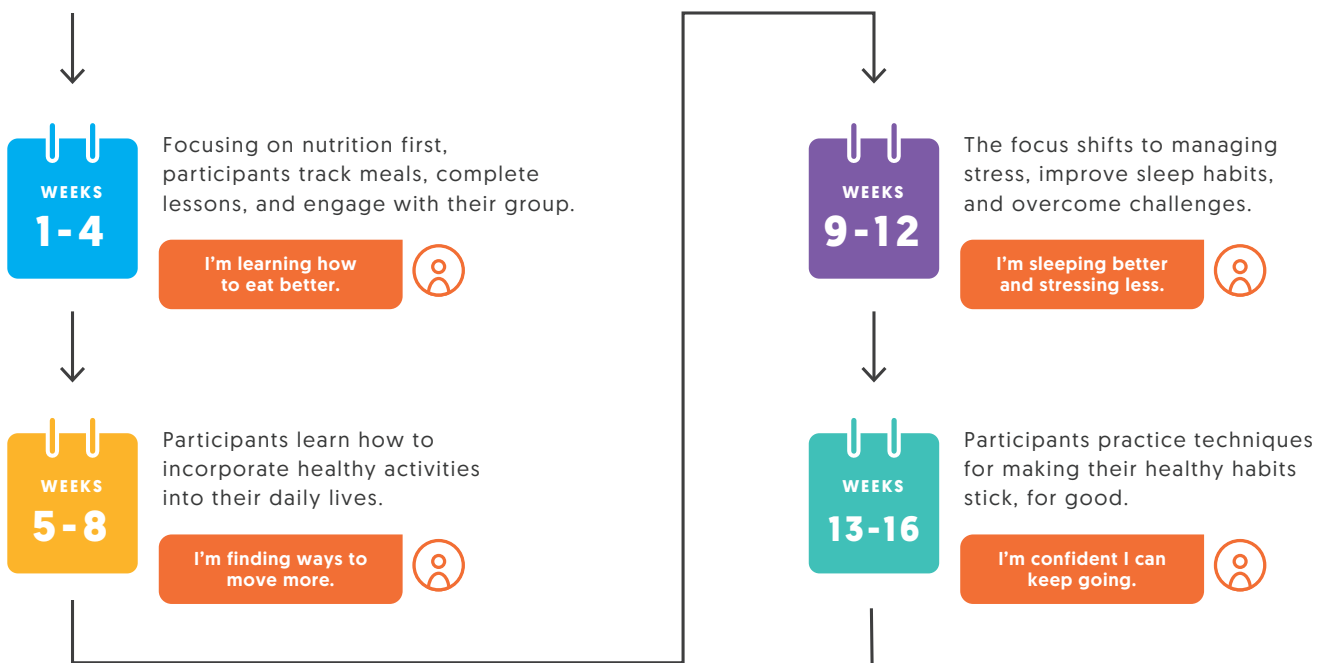 WEEKS
1-4
Focusing on nutrition first,
participants track meals, complete
lessons, and engage with their group.
I'm learning how
to eat better.
WEEKS
5-8
Participants learn how to
incorporate healthy activities
into their daily lives.
I'm finding ways to
move more.
WEEKS
9-12
The focus shifts to managing
stress, improve sleep habits,
and overcome challenges.
I'm sleeping better
and stressing less.
WEEKS
13-16
Participants practice techniques
for making their healthy habits
stick, for good.
I'm confident I can
keep going.